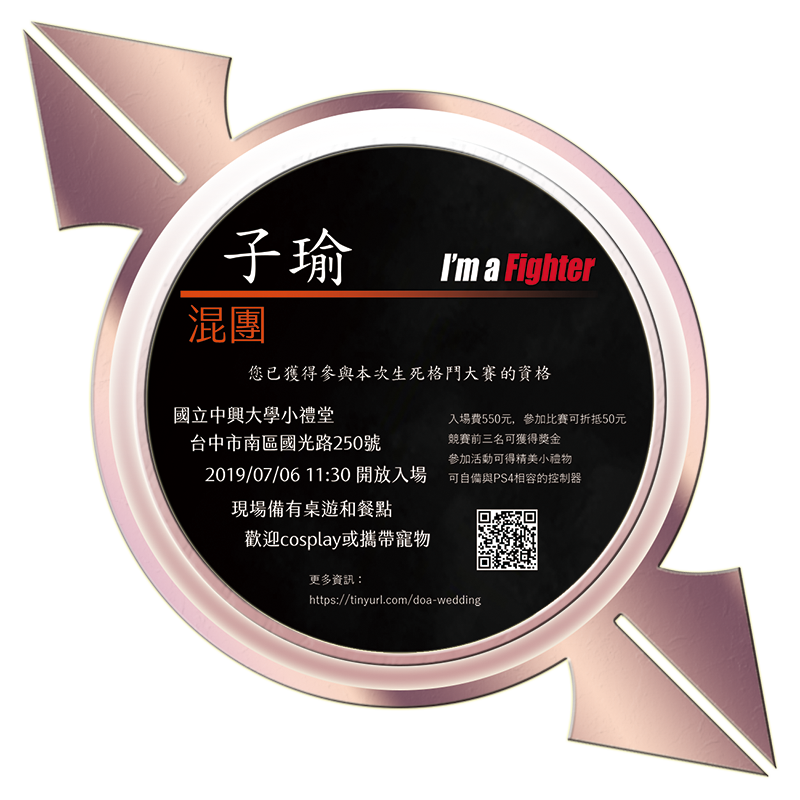 子瑜
I'm a Fighter
混團
您已獲得參與本次生死格鬥大賽的資格
國立中興大學小禮堂
台中市南區國光路250號
2019/07/06 11:30 開放入場
現場備有桌遊和餐點
歡迎cosplay或攜帶寵物
入場費550元，參加比賽可折抵50元
競賽前三名可獲得獎金
參加活動可得精美小禮物
可自備與PS4相容的控制器
更多資訊：
https://tinyurl.com/doa-wedding